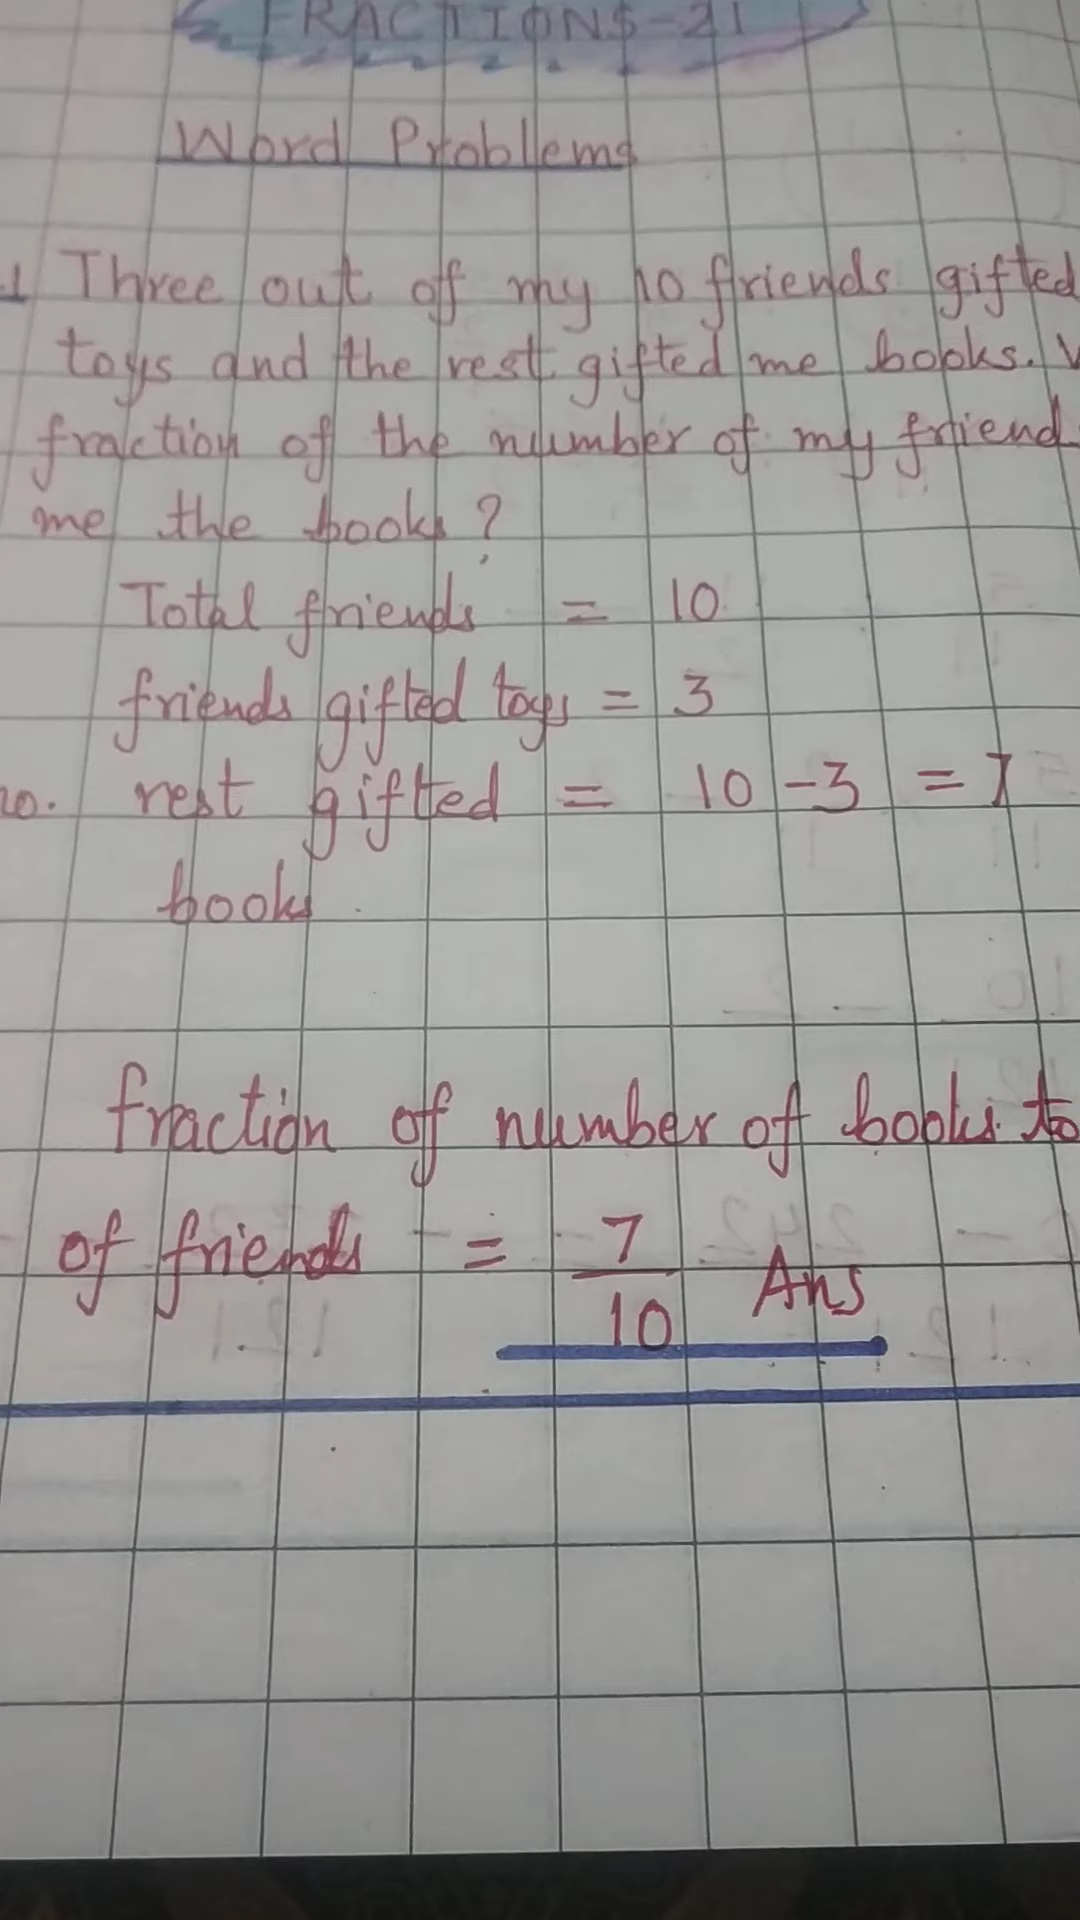 FRACTIONS-21
Word Problems
1 Three out of my 10 friends gifted
toys and the rest gifted me books.
fraction of the number of my friend
me the books?
Total friends = 10
friends gifted toys = 3
rest gifted = 10 - 3 = 7
books
fraction of number of books to
of friends = 7/10 Ans